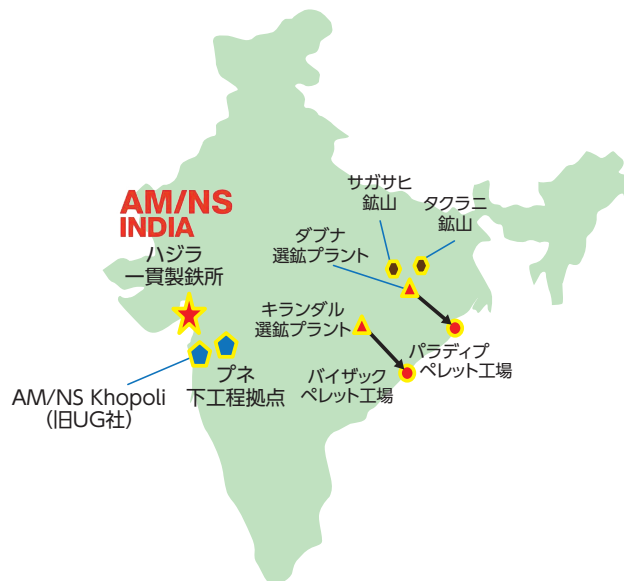 AM/NS
INDIA
ハジラ
一貫製鉄所
サガサヒ
鉱山
タクラニ
鉱山
ダブナ
選鉱プラント
キランダル
選鉱プラント
パラディプ
ペレット工場
バイザック
ペレット工場
プネ
下工程拠点
AM/NS Khopoli
（旧UG社）